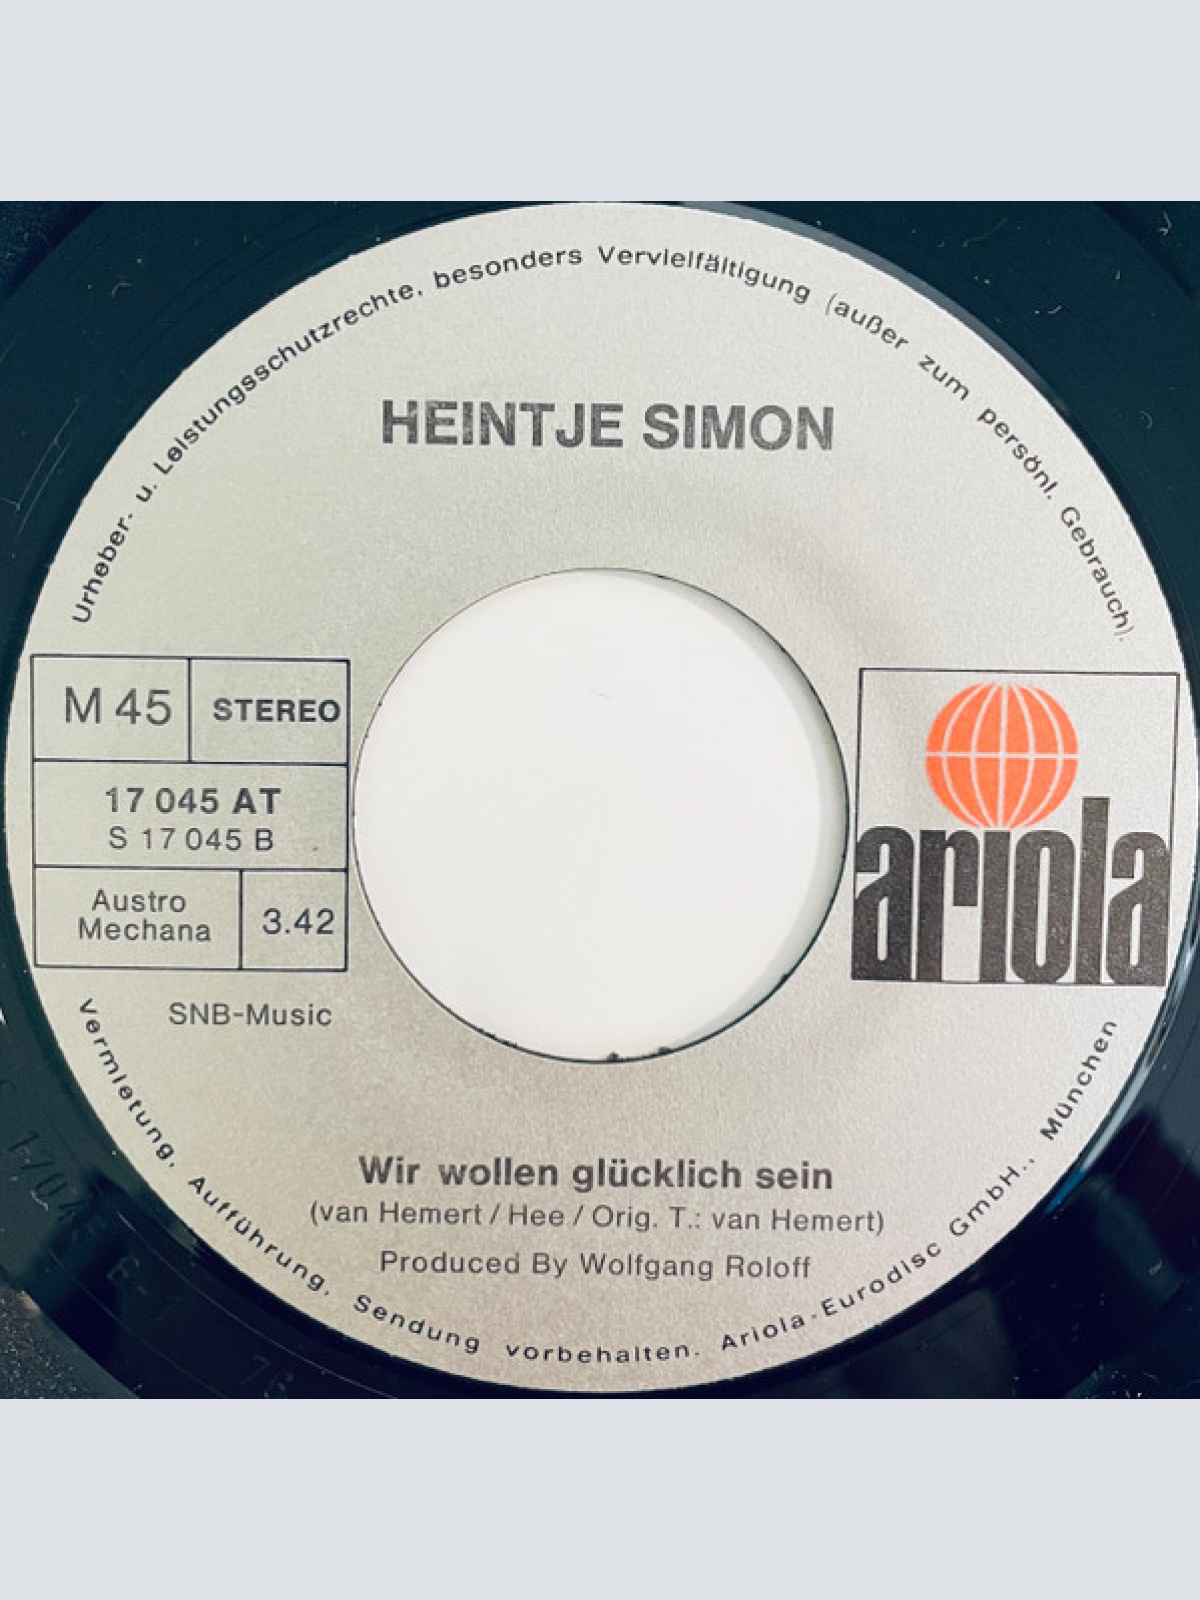 Urheber- u. Leistungsschutzrechte, besonders Vervielfältigung (außer zum persönl. Gebrauch).
HEINTJE SIMON
M 45 STEREO
17 045 AT
S 17 045 B
Austro
Mechana
3.42
SNB-Music
ariola
Wir wollen glücklich sein
(van Hemert / Hee / Orig. T.: van Hemert)
Produced By Wolfgang Roloff
Vermietung, Aufführung, Sendung vorbehalten. Ariola-Eurodisc GmbH., München